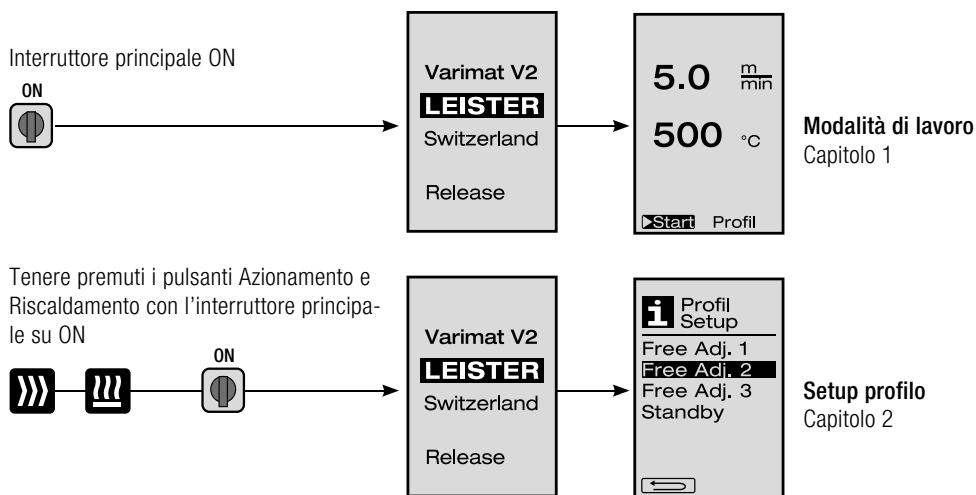 Interruttore principale ON
ON
Varimat V2
LEISTER
Switzerland
Release
5.0 m/min
500 °C
Start Profil
Modalità di lavoro
Capitolo 1
Tenere premuti i pulsanti Azionamento e
Riscaldamento con l'interruttore principa-
le su ON
ON
Varimat V2
LEISTER
Switzerland
Release
Profil
Setup
Free Adj. 1
Free Adj. 2
Free Adj. 3
Standby
Setup profilo
Capitolo 2